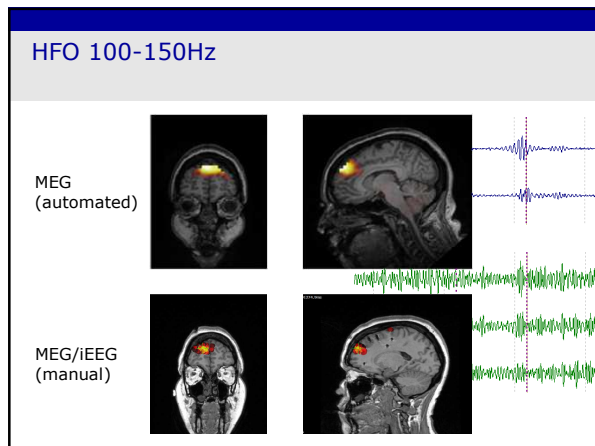 HFO 100-150Hz
MEG
(automated)
MEG/iEEG
(manual)